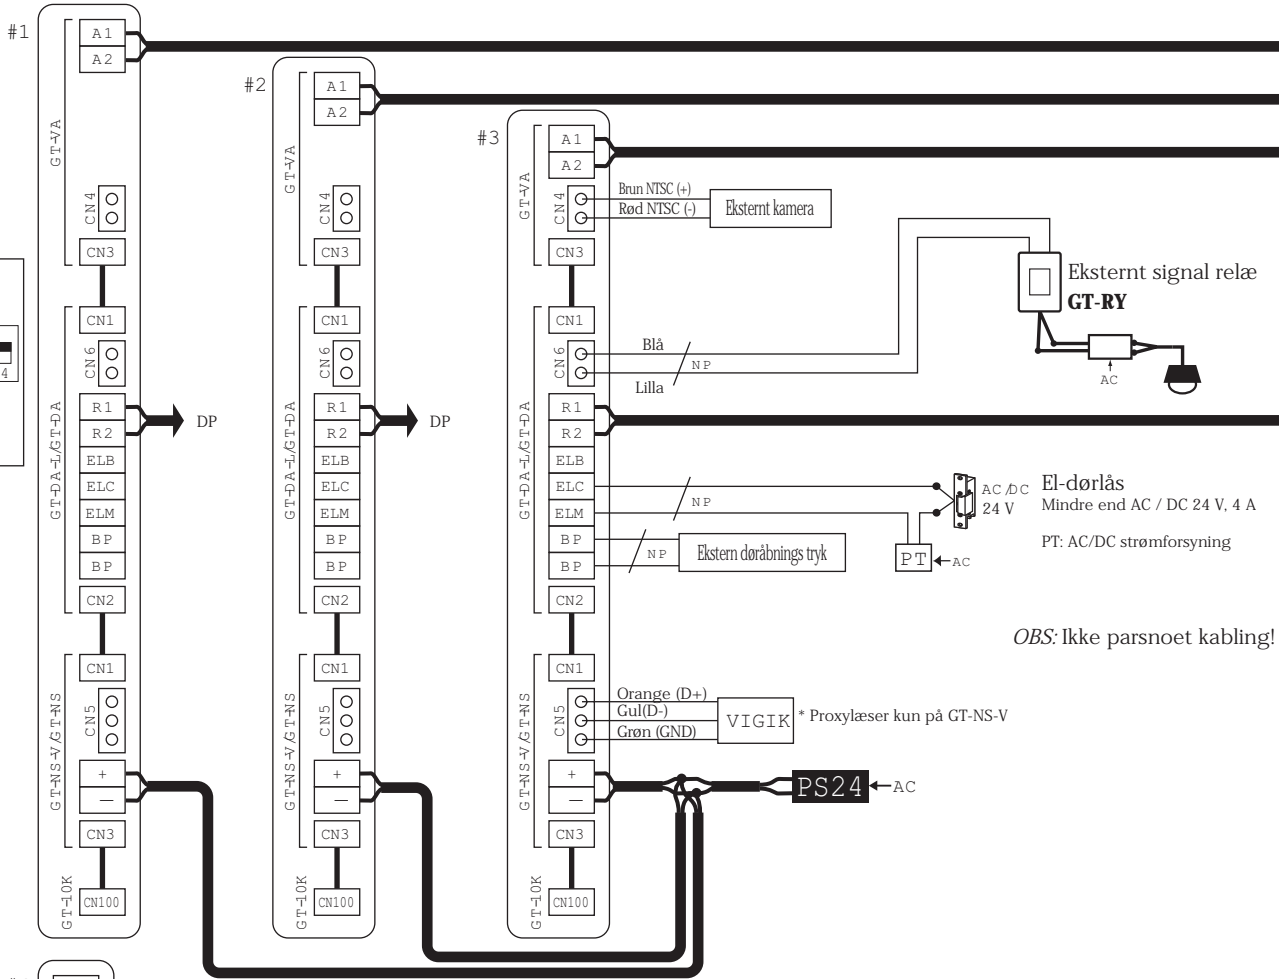 #1
A1
A2
GT-VA
CN4
CN3
CN1
CN6
GT-DA-L/GT-DA
R1
R2
DP
ELB
ELC
ELM
BP
BP
CN2
CN1
GT-NS-V/GT-NS
CN5
+
—
CN3
GT-10K
CN100
4
#2
A1
A2
GT-VA
CN4
CN3
CN1
CN6
GT-DA-L/GT-DA
R1
R2
DP
ELB
ELC
ELM
BP
BP
CN2
CN1
GT-NS-V/GT-NS
CN5
+
—
CN3
GT-10K
CN100
#3
A1
A2
GT-VA
CN4
Brun NTSC (+)
Rød NTSC (-)
Eksternt kamera
CN3
CN1
CN6
Blå
Lilla
NP
Eksternt signal relæ
GT-RY
AC
GT-DA-L/GT-DA
R1
R2
ELB
ELC
ELM
NP
AC/DC
24 V
El-dørlås
Mindre end AC / DC 24 V, 4 A
PT: AC/DC strømforsyning
PT
AC
BP
BP
NP
Ekstern døråbnings tryk
CN2
OBS: Ikke parsnoet kabling!
CN1
GT-NS-V/GT-NS
CN5
Orange (D+)
Gul(D-)
Grøn (GND)
VIGIK
* Proxylæser kun på GT-NS-V
+
—
PS24
AC
CN3
GT-10K
CN100